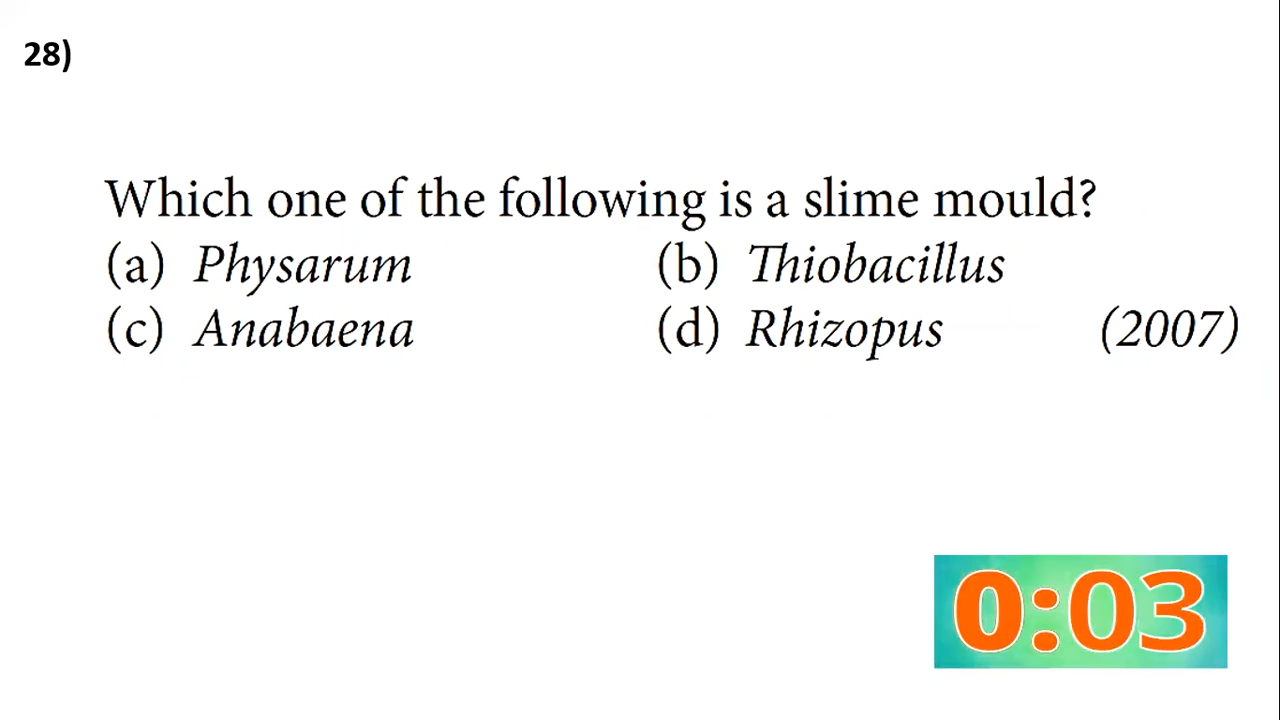 28)
Which one of the following is a slime mould?
(a) Physarum (b) Thiobacillus
(c) Anabaena (d) Rhizopus (2007)
0:03